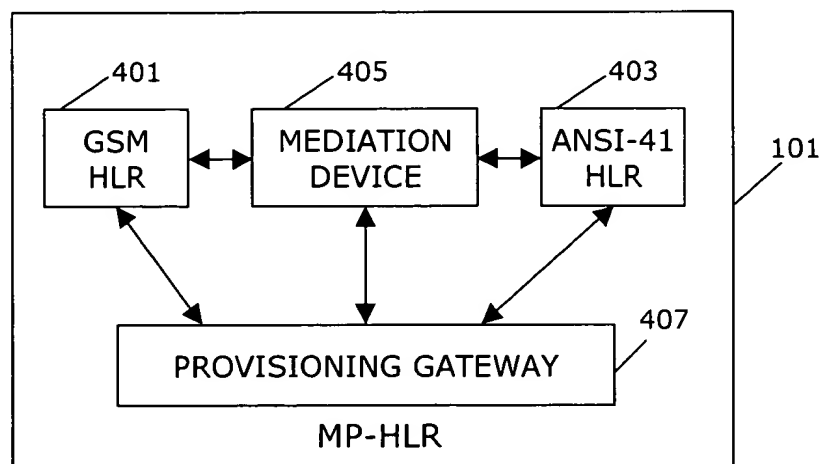 401
405
403
GSM
HLR
MEDIATION
DEVICE
ANSI-41
HLR
101
407
PROVISIONING GATEWAY
MP-HLR